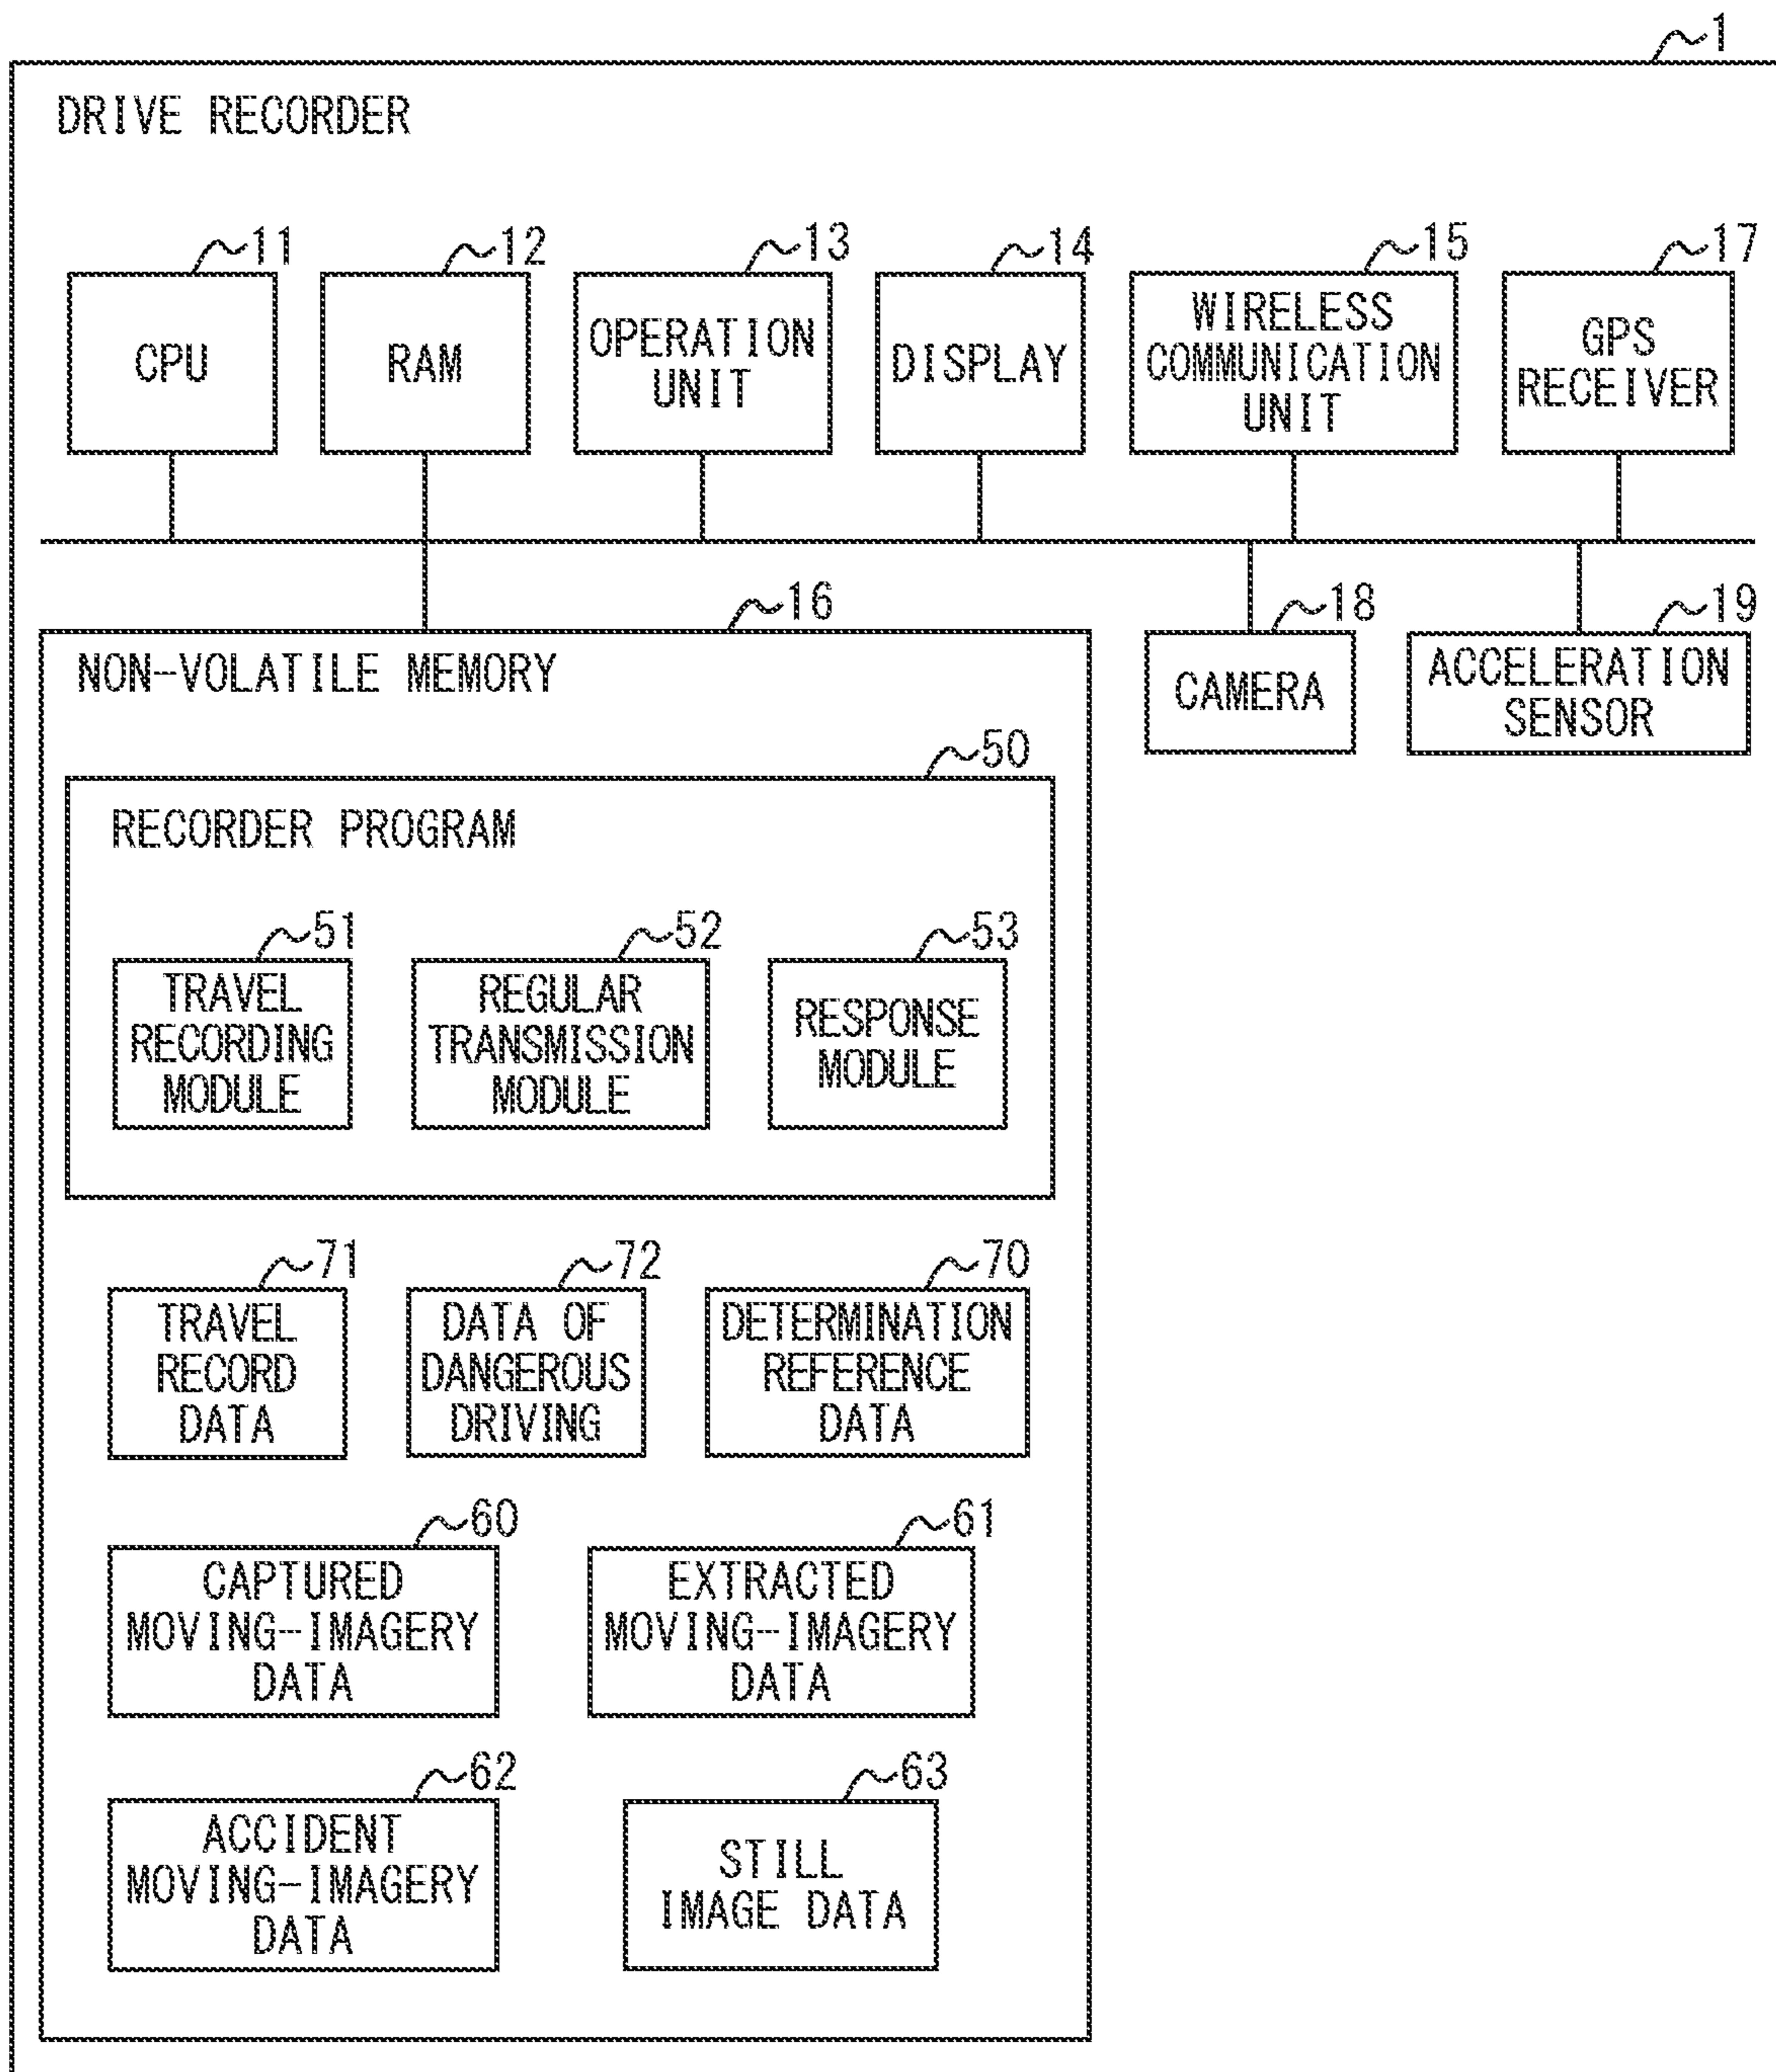 1
DRIVE RECORDER
11
12
13
14
15
17
CPU
RAM
OPERATION
UNIT
DISPLAY
WIRELESS
COMMUNICATION
UNIT
GPS
RECEIVER
16
18
19
NON-VOLATILE MEMORY
CAMERA
ACCELERATION
SENSOR
50
RECORDER PROGRAM
51
52
53
TRAVEL
RECORDING
MODULE
REGULAR
TRANSMISSION
MODULE
RESPONSE
MODULE
71
72
70
TRAVEL
RECORD
DATA
DATA OF
DANGEROUS
DRIVING
DETERMINATION
REFERENCE
DATA
60
61
CAPTURED
MOVING-IMAGERY
DATA
EXTRACTED
MOVING-IMAGERY
DATA
62
63
ACCIDENT
MOVING-IMAGERY
DATA
STILL
IMAGE DATA